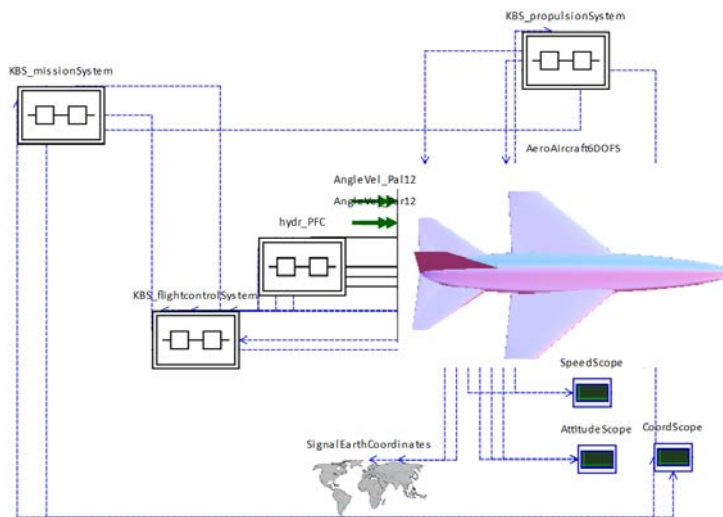 KBS_propulsionSystem
KBS_missionSystem
AeroAircraft6DOFS
AngleVel_Pal12
hydr_PFC
KBS_flightcontrolSystem
SpeedScope
AttitudeScope
CoordScope
SignalEarthCoordinates